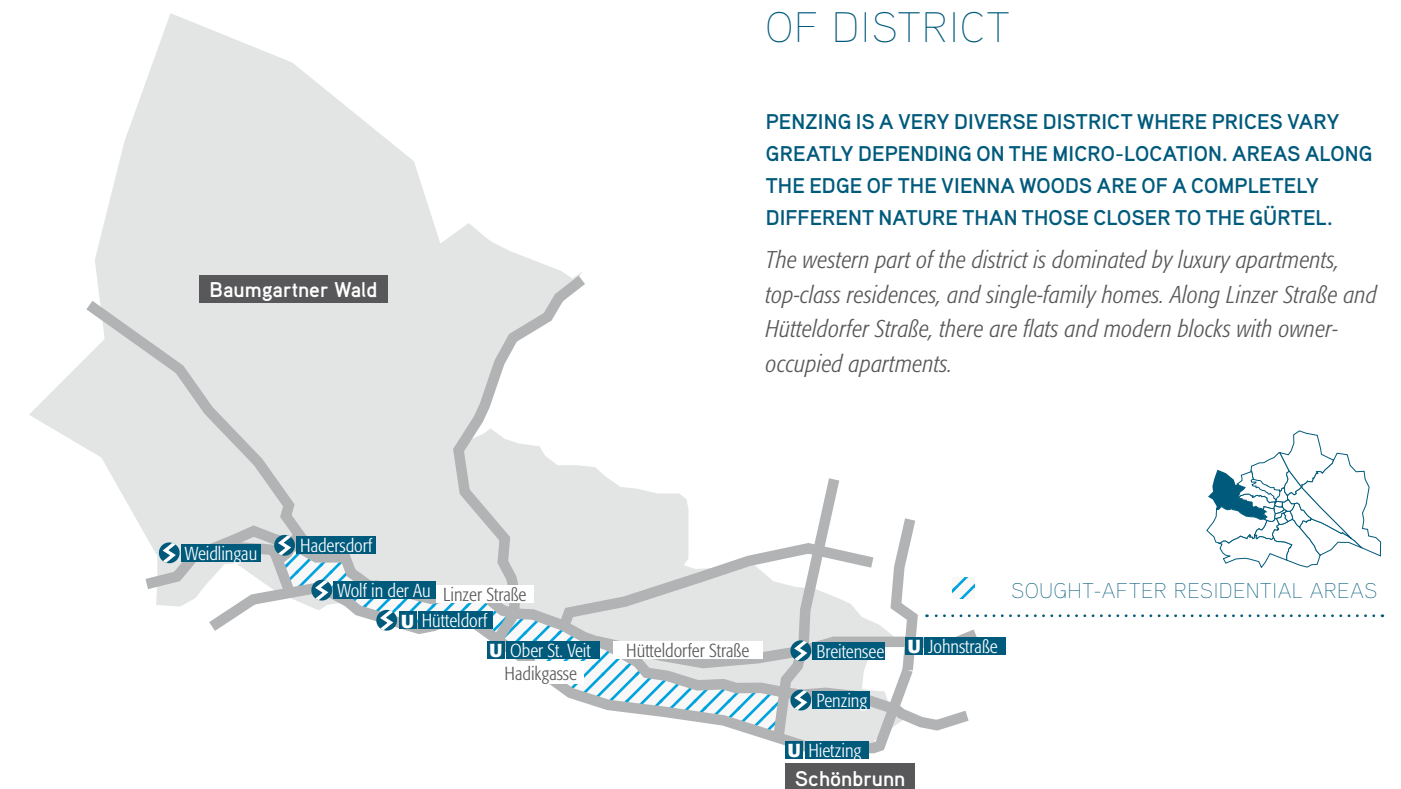 OF DISTRICT
PENZING IS A VERY DIVERSE DISTRICT WHERE PRICES VARY
GREATLY DEPENDING ON THE MICRO-LOCATION. AREAS ALONG
THE EDGE OF THE VIENNA WOODS ARE OF A COMPLETELY
DIFFERENT NATURE THAN THOSE CLOSER TO THE GÜRTEL.
The western part of the district is dominated by luxury apartments,
top-class residences, and single-family homes. Along Linzer Straße and
Hütteldorfer Straße, there are flats and modern blocks with owner-
occupied apartments.
Baumgartner Wald
S Weidlingau
S Hadersdorf
S Wolf in der Au
Linzer Straße
S U Hütteldorf
U Ober St. Veit
Hadikgasse
Hütteldorfer Straße
S Breitensee
U Johnstraße
S Penzing
U Hietzing
Schönbrunn
SOUGHT-AFTER RESIDENTIAL AREAS